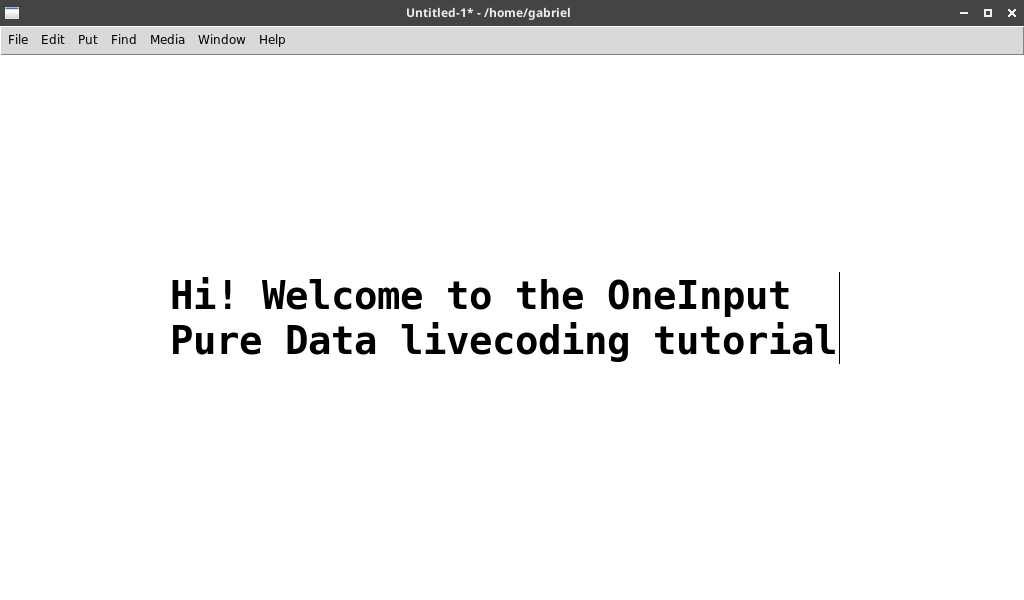 Untitled-1* - /home/gabriel
File Edit Put Find Media Window Help
Hi! Welcome to the OneInput
Pure Data livecoding tutorial